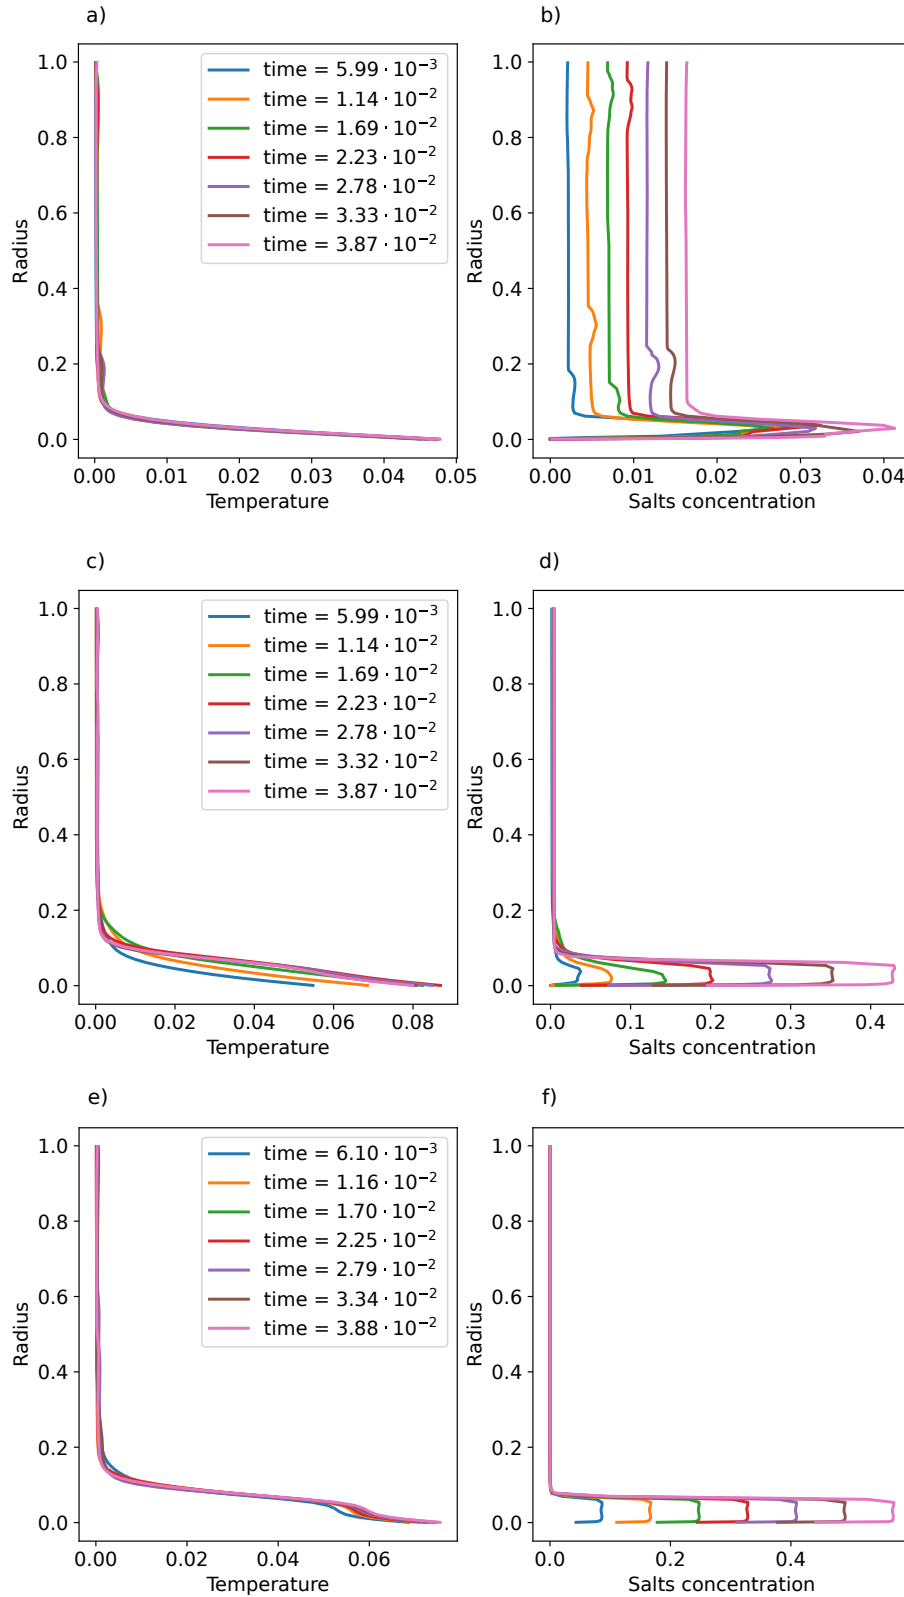 a)
b)
1.0
0.8
0.6
0.4
0.2
0.0
Radius
time = 5.99 · 10⁻³
time = 1.14 · 10⁻²
time = 1.69 · 10⁻²
time = 2.23 · 10⁻²
time = 2.78 · 10⁻²
time = 3.33 · 10⁻²
time = 3.87 · 10⁻²
0.00 0.01 0.02 0.03 0.04 0.05
Temperature
1.0
0.8
0.6
0.4
0.2
0.0
Radius
0.00 0.01 0.02 0.03 0.04
Salts concentration
c)
d)
1.0
0.8
0.6
0.4
0.2
0.0
Radius
time = 5.99 · 10⁻³
time = 1.14 · 10⁻²
time = 1.69 · 10⁻²
time = 2.23 · 10⁻²
time = 2.78 · 10⁻²
time = 3.32 · 10⁻²
time = 3.87 · 10⁻²
0.00 0.02 0.04 0.06 0.08
Temperature
1.0
0.8
0.6
0.4
0.2
0.0
Radius
0.0 0.1 0.2 0.3 0.4
Salts concentration
e)
f)
1.0
0.8
0.6
0.4
0.2
0.0
Radius
time = 6.10 · 10⁻³
time = 1.16 · 10⁻²
time = 1.70 · 10⁻²
time = 2.25 · 10⁻²
time = 2.79 · 10⁻²
time = 3.34 · 10⁻²
time = 3.88 · 10⁻²
0.00 0.02 0.04 0.06
Temperature
1.0
0.8
0.6
0.4
0.2
0.0
Radius
0.0 0.2 0.4
Salts concentration